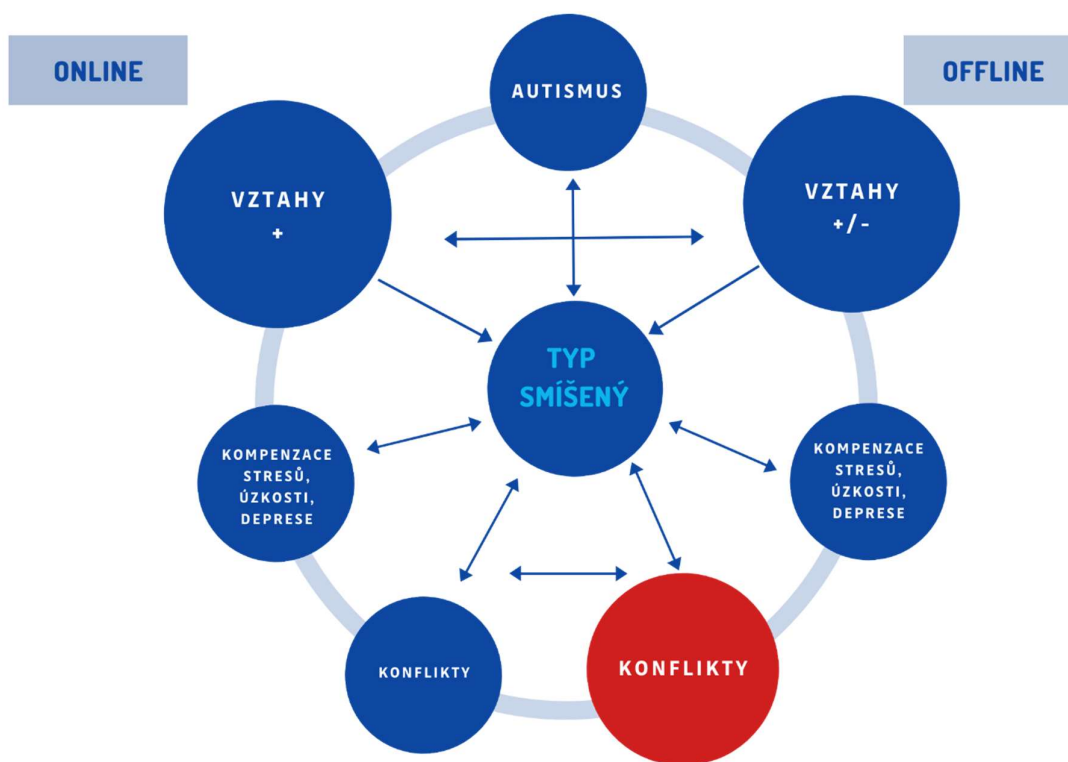 ONLINE
OFFLINE
AUTISMUS
VZTAHY
+
VZTAHY
+/-
TYP
SMÍŠENÝ
KOMPENZACE
STRESŮ,
ÚZKOSTI,
DEPRESE
KOMPENZACE
STRESŮ,
ÚZKOSTI,
DEPRESE
KONFLIKTY
KONFLIKTY